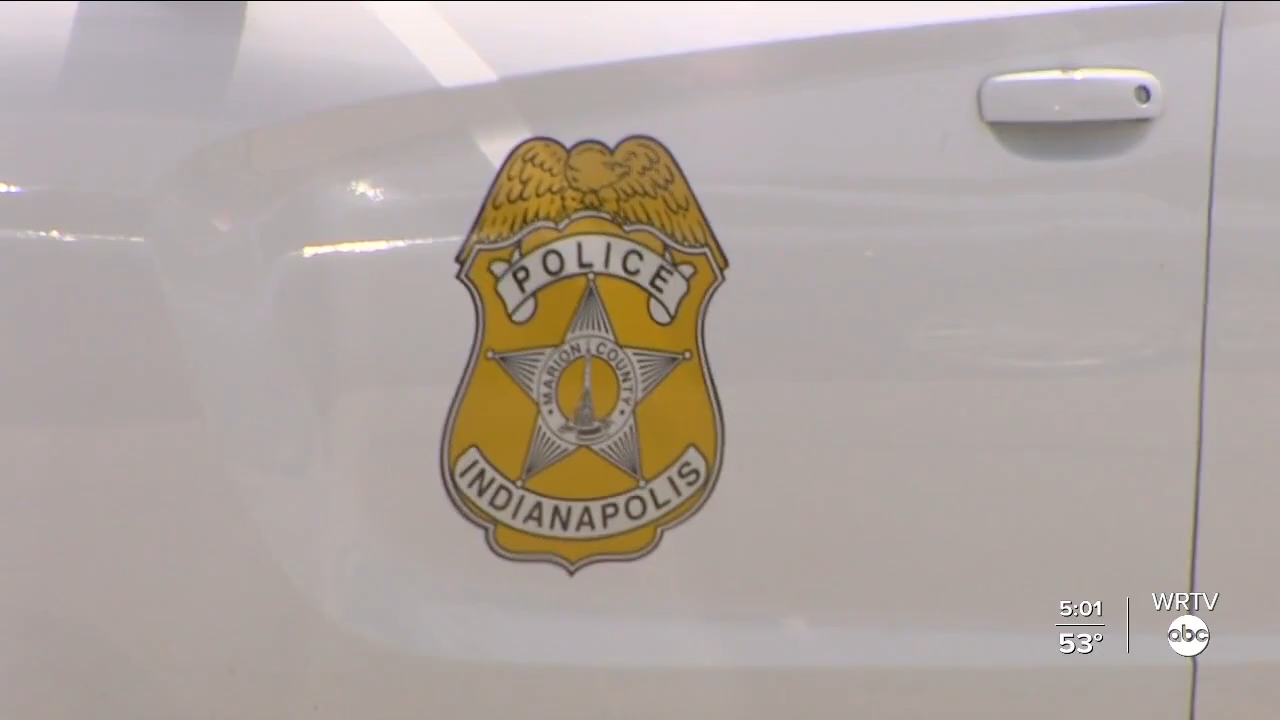 POLICE
MARION COUNTY
INDIANAPOLIS
5:01
53°
WRTV
abc